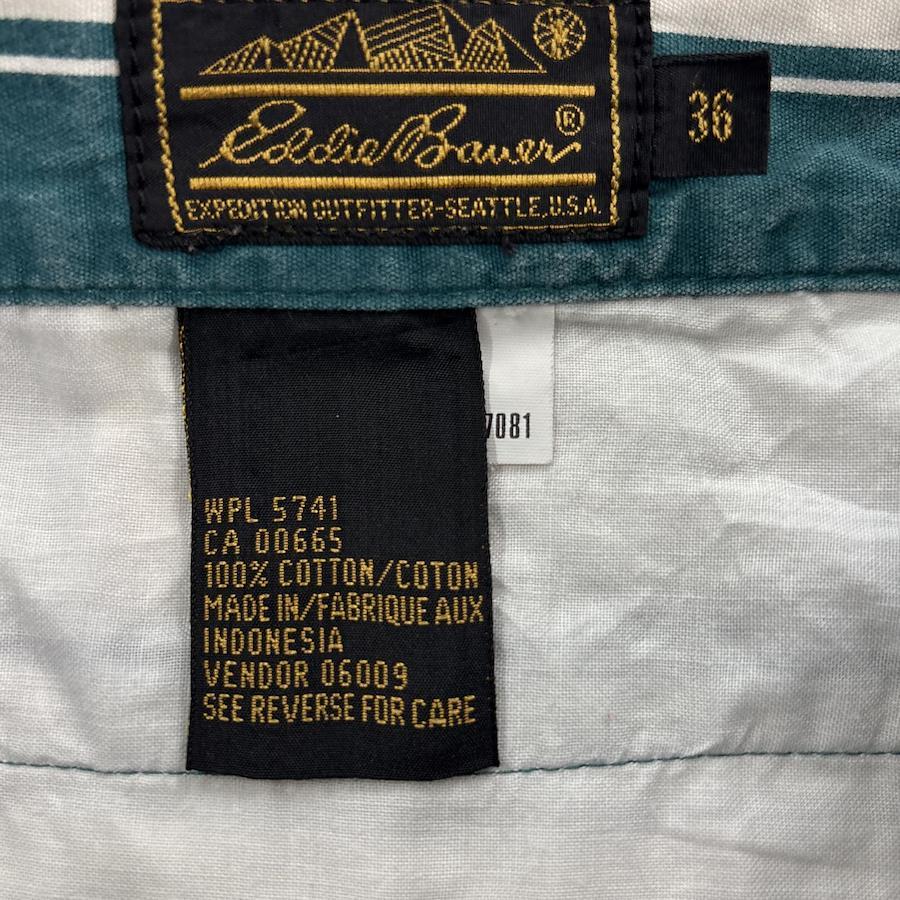 Eddie Bauer®
EXPEDITION OUTFITTER-SEATTLE, U.S.A.
36
7081
WPL 5741
CA 00665
100% COTTON/COTON
MADE IN/FABRIQUE AUX
INDONESIA
VENDOR 06009
SEE REVERSE FOR CARE